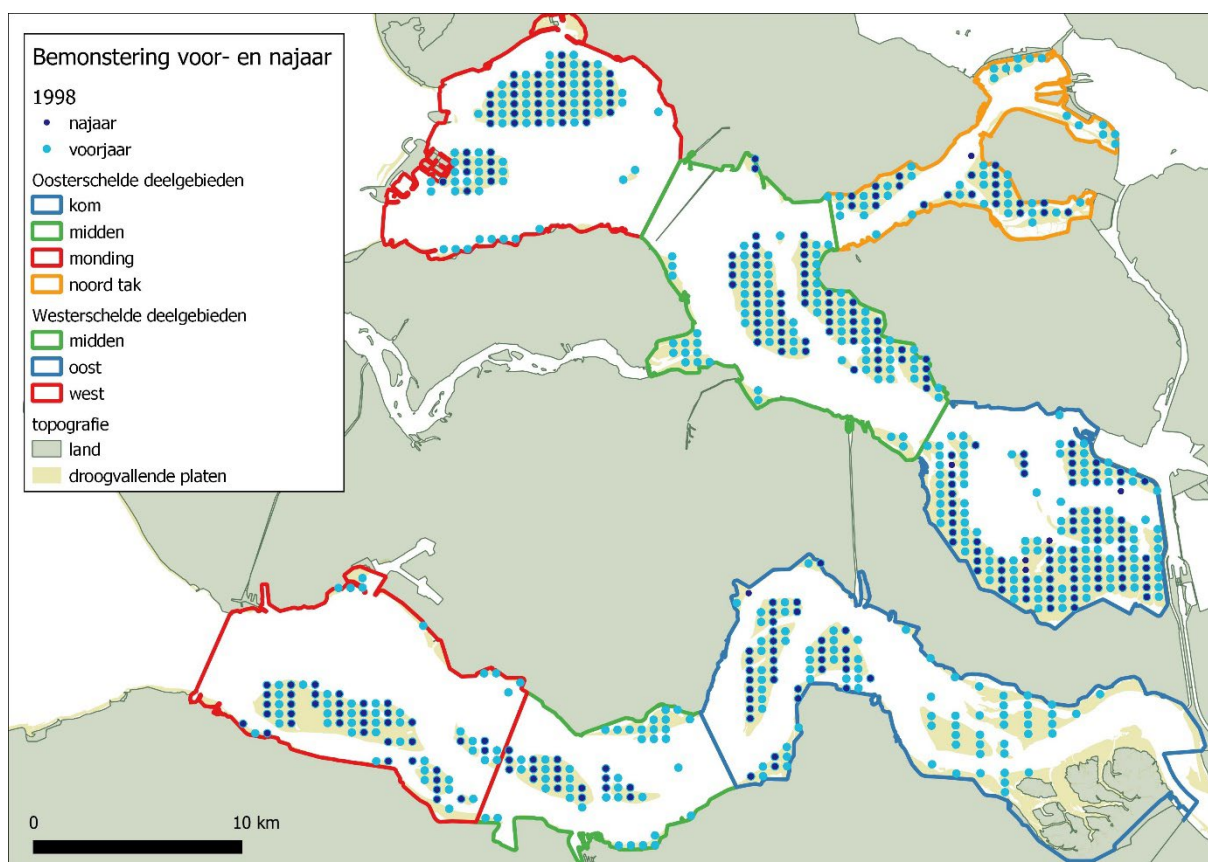 Bemonstering voor- en najaar
1998
najaar
voorjaar
Oosterschelde deelgebieden
kom
midden
monding
noord tak
Westerschelde deelgebieden
midden
oost
west
topografie
land
droogvallende platen
0 10 km